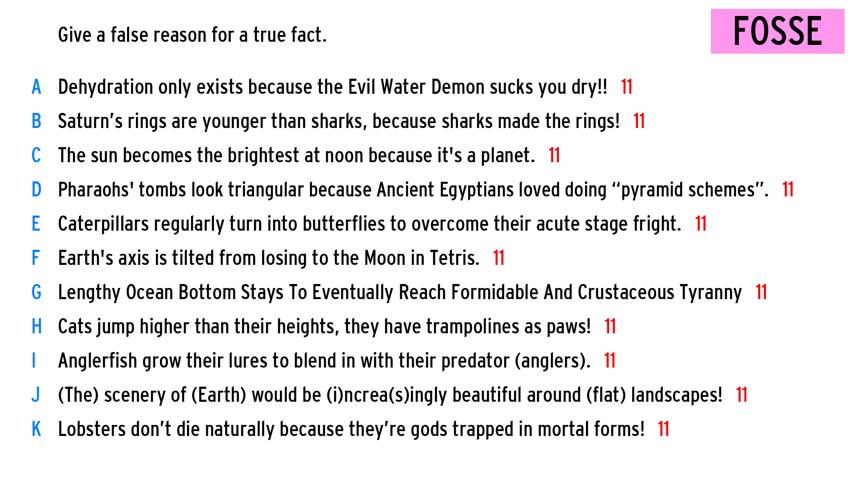 Give a false reason for a true fact.
FOSSE
A Dehydration only exists because the Evil Water Demon sucks you dry!! 11
B Saturn’s rings are younger than sharks, because sharks made the rings! 11
C The sun becomes the brightest at noon because it's a planet. 11
D Pharaohs' tombs look triangular because Ancient Egyptians loved doing “pyramid schemes”. 11
E Caterpillars regularly turn into butterflies to overcome their acute stage fright. 11
F Earth's axis is tilted from losing to the Moon in Tetris. 11
G Lengthy Ocean Bottom Stays To Eventually Reach Formidable And Crustaceous Tyranny 11
H Cats jump higher than their heights, they have trampolines as paws! 11
I Anglerfish grow their lures to blend in with their predator (anglers). 11
J (The) scenery of (Earth) would be (i)ncrea(s)ingly beautiful around (flat) landscapes! 11
K Lobsters don’t die naturally because they’re gods trapped in mortal forms! 11